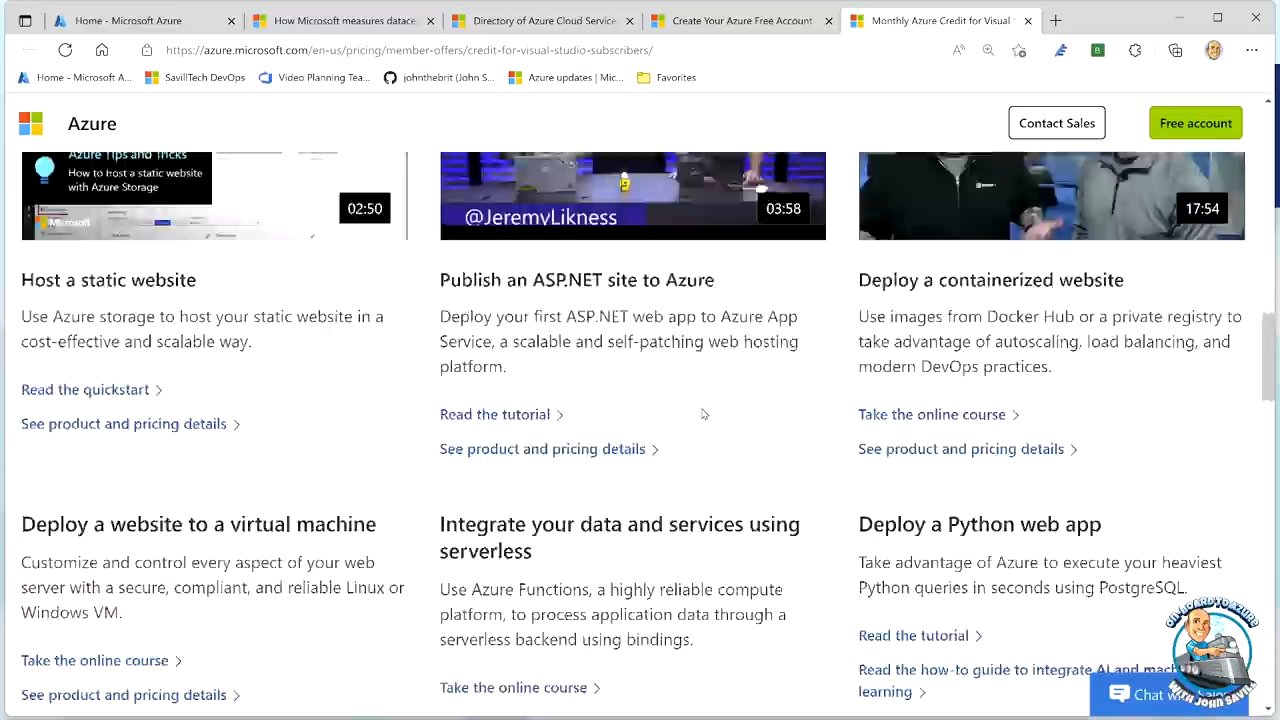 Home - Microsoft Azure
How Microsoft measures datace
Directory of Azure Cloud Service
Create Your Azure Free Account
Monthly Azure Credit for Visual
https://azure.microsoft.com/en-us/pricing/member-offers/credit-for-visual-studio-subscribers/
Home - Microsoft A...
SavillTech DevOps
Video Planning Tea...
johnthebrit (John S...
Azure updates | Mic...
Favorites
Azure
Contact Sales
Free account
Azure Tips and Tricks
How to host a static website
with Azure Storage
Microsoft
02:50
@JeremyLikness
03:58
17:54
Host a static website
Use Azure storage to host your static website in a
cost-effective and scalable way.
Read the quickstart
See product and pricing details
Publish an ASP.NET site to Azure
Deploy your first ASP.NET web app to Azure App
Service, a scalable and self-patching web hosting
platform.
Read the tutorial
See product and pricing details
Deploy a containerized website
Use images from Docker Hub or a private registry to
take advantage of autoscaling, load balancing, and
modern DevOps practices.
Take the online course
See product and pricing details
Deploy a website to a virtual machine
Customize and control every aspect of your web
server with a secure, compliant, and reliable Linux or
Windows VM.
Take the online course
See product and pricing details
Integrate your data and services using
serverless
Use Azure Functions, a highly reliable compute
platform, to process application data through a
serverless backend using bindings.
Take the online course
Deploy a Python web app
Take advantage of Azure to execute your heaviest
Python queries in seconds using PostgreSQL.
Read the tutorial
Read the how-to guide to integrate AI and mach
learning
Chat with Sales
ON-BOARD TO AZURE
WITH JOHN SAVILL